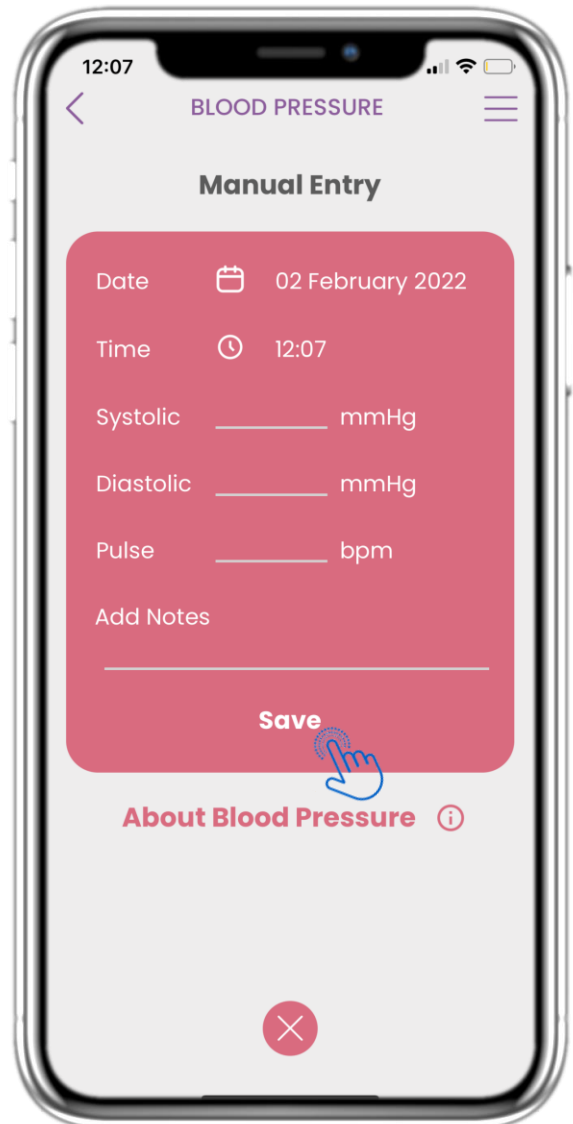 12:07
BLOOD PRESSURE
Manual Entry
Date 02 February 2022
Time 12:07
Systolic mmHg
Diastolic mmHg
Pulse bpm
Add Notes
Save
About Blood Pressure